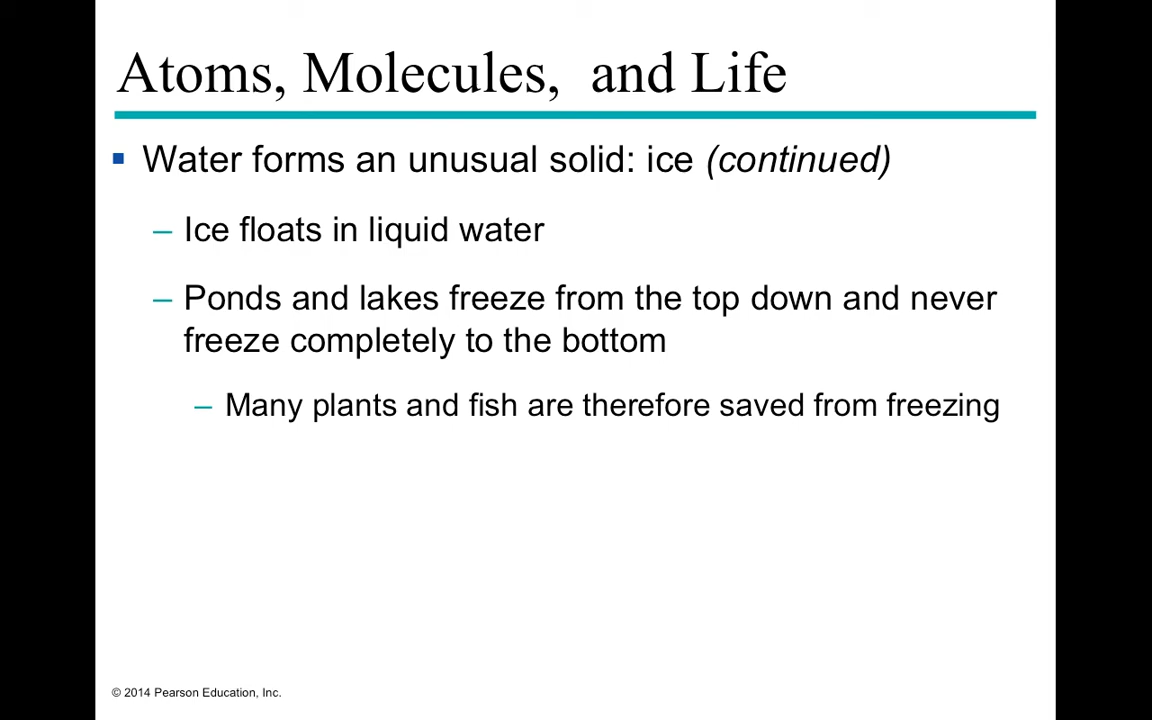 Atoms, Molecules,  and Life
▪ Water forms an unusual solid: ice (continued)
– Ice floats in liquid water
– Ponds and lakes freeze from the top down and never
freeze completely to the bottom
– Many plants and fish are therefore saved from freezing
© 2014 Pearson Education, Inc.